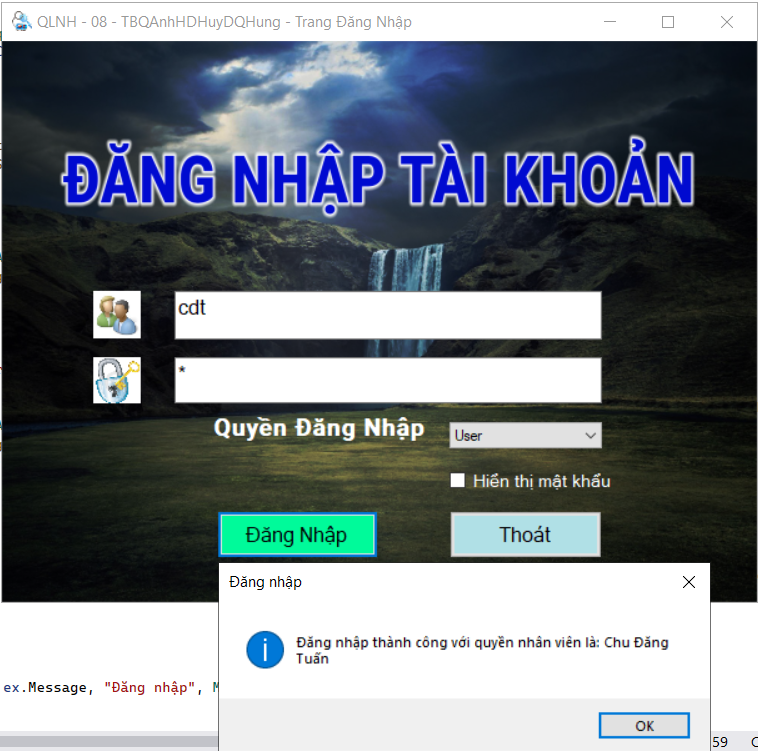 QLNH - 08 - TBQAnhHDHuyDQHung - Trang Đăng Nhập
ĐĂNG NHẬP TÀI KHOẢN
cdt
*
Quyền Đăng Nhập
User
Hiển thị mật khẩu
Đăng Nhập
Thoát
Đăng nhập
Đăng nhập thành công với quyền nhân viên là: Chu Đăng
Tuấn
OK
ex.Message, "Đăng nhập",
59